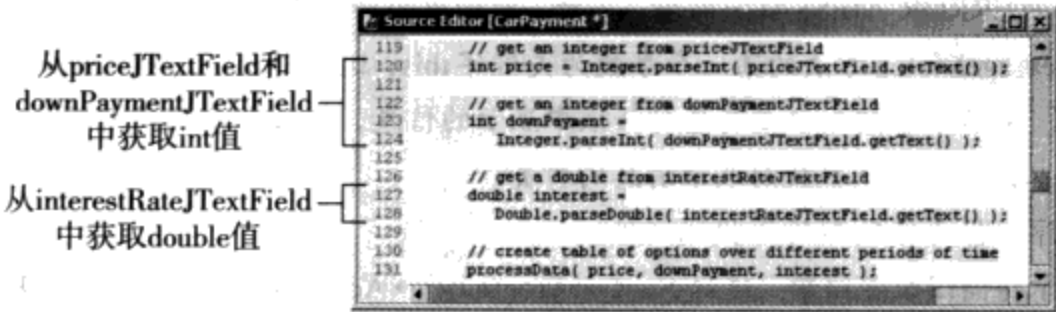 从priceJTextField和
downPaymentJTextField
中获取int值
从interestRateJTextField
中获取double值
Source Editor [CarPayment *]
119 // get an integer from priceJTextField
120 int price = Integer.parseInt( priceJTextField.getText() );
121
122 // get an integer from downPaymentJTextField
123 int downPayment =
124 Integer.parseInt( downPaymentJTextField.getText() );
125
126 // get a double from interestRateJTextField
127 double interest =
128 Double.parseDouble( interestRateJTextField.getText() );
129
130 // create table of options over different periods of time
131 processData( price, downPayment, interest );